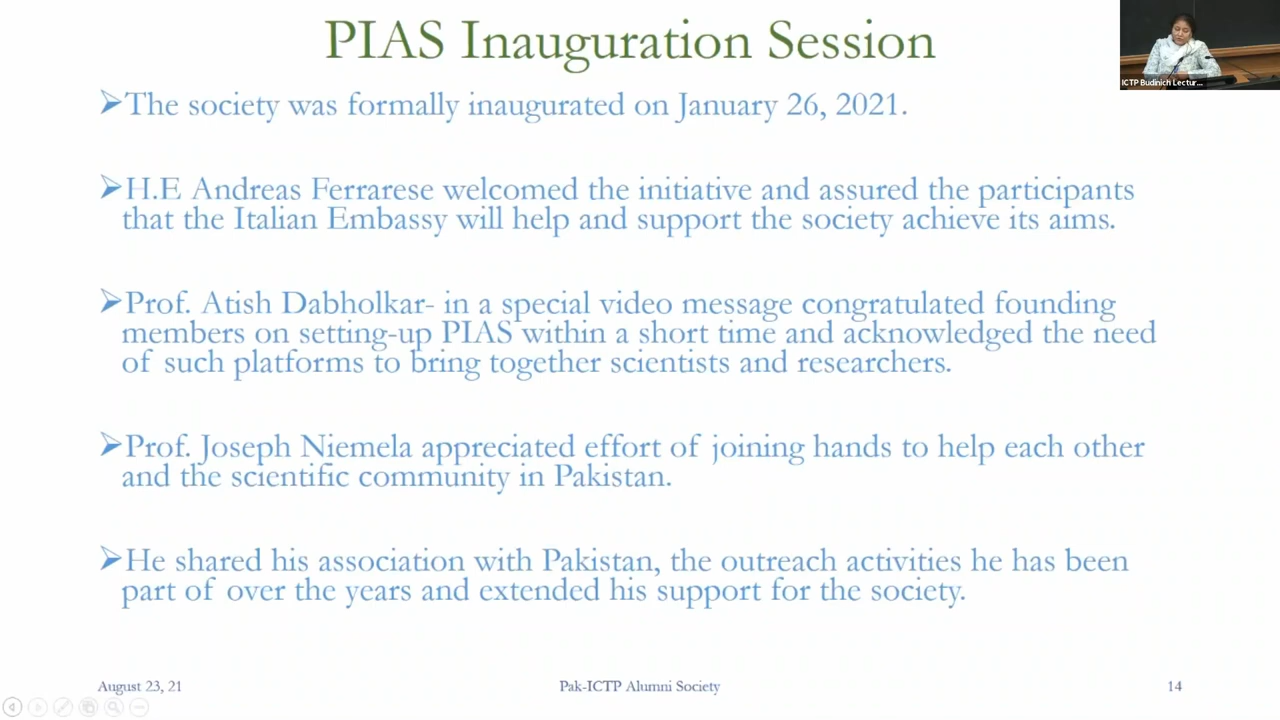 PIAS Inauguration Session
ICTP Budinich Lectur...
➢The society was formally inaugurated on January 26, 2021.
➢H.E Andreas Ferrarese welcomed the initiative and assured the participants
that the Italian Embassy will help and support the society achieve its aims.
➢Prof. Atish Dabholkar- in a special video message congratulated founding
members on setting-up PIAS within a short time and acknowledged the need
of such platforms to bring together scientists and researchers.
➢Prof. Joseph Niemela appreciated effort of joining hands to help each other
and the scientific community in Pakistan.
➢He shared his association with Pakistan, the outreach activities he has been
part of over the years and extended his support for the society.
August 23, 21
Pak-ICTP Alumni Society
14